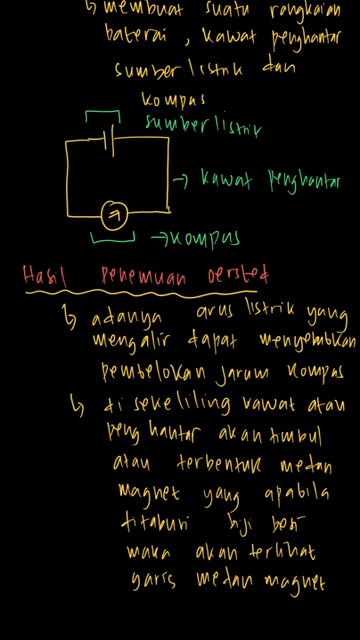 ↳ membuat suatu rangkaian
baterai, kawat penghantar
sumber listrik dan
kompas
sumber listrik
→ kawat penghantar
→ kompas
Hasil penemuan oersted
↳ adanya arus listrik yang
mengalir dapat menyebabkan
pembelokan jarum kompas
↳ di sekeliling kawat atau
penghantar akan timbul
atau terbentuk medan
magnet yang apabila
ditaburi biji besi
maka akan terlihat
garis medan magnet